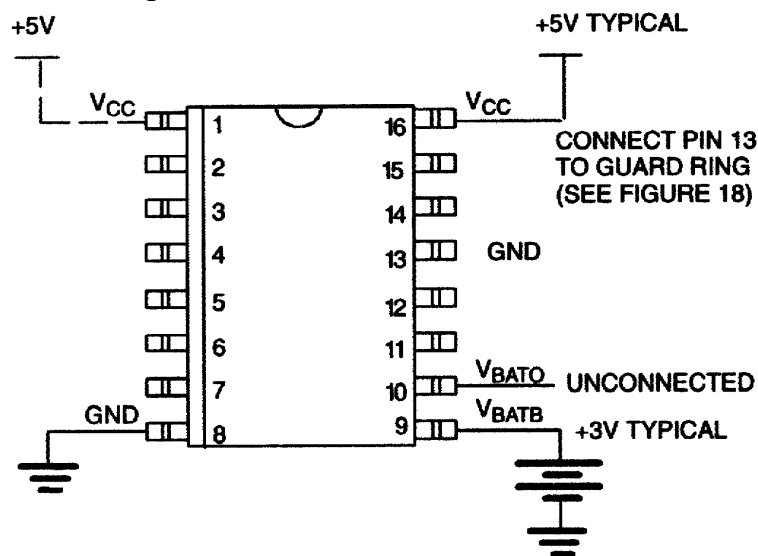 +5V
+5V TYPICAL
VCC
VCC
1
16
CONNECT PIN 13
TO GUARD RING
(SEE FIGURE 18)
2
15
3
14
4
13
GND
5
12
6
11
7
10
VBATO
UNCONNECTED
GND
8
9
VBATB
+3V TYPICAL